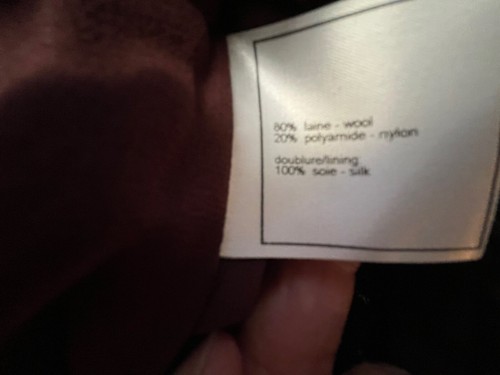 80% laine - wool
20% polyamide - nylon
doublure/lining
100% soie - silk